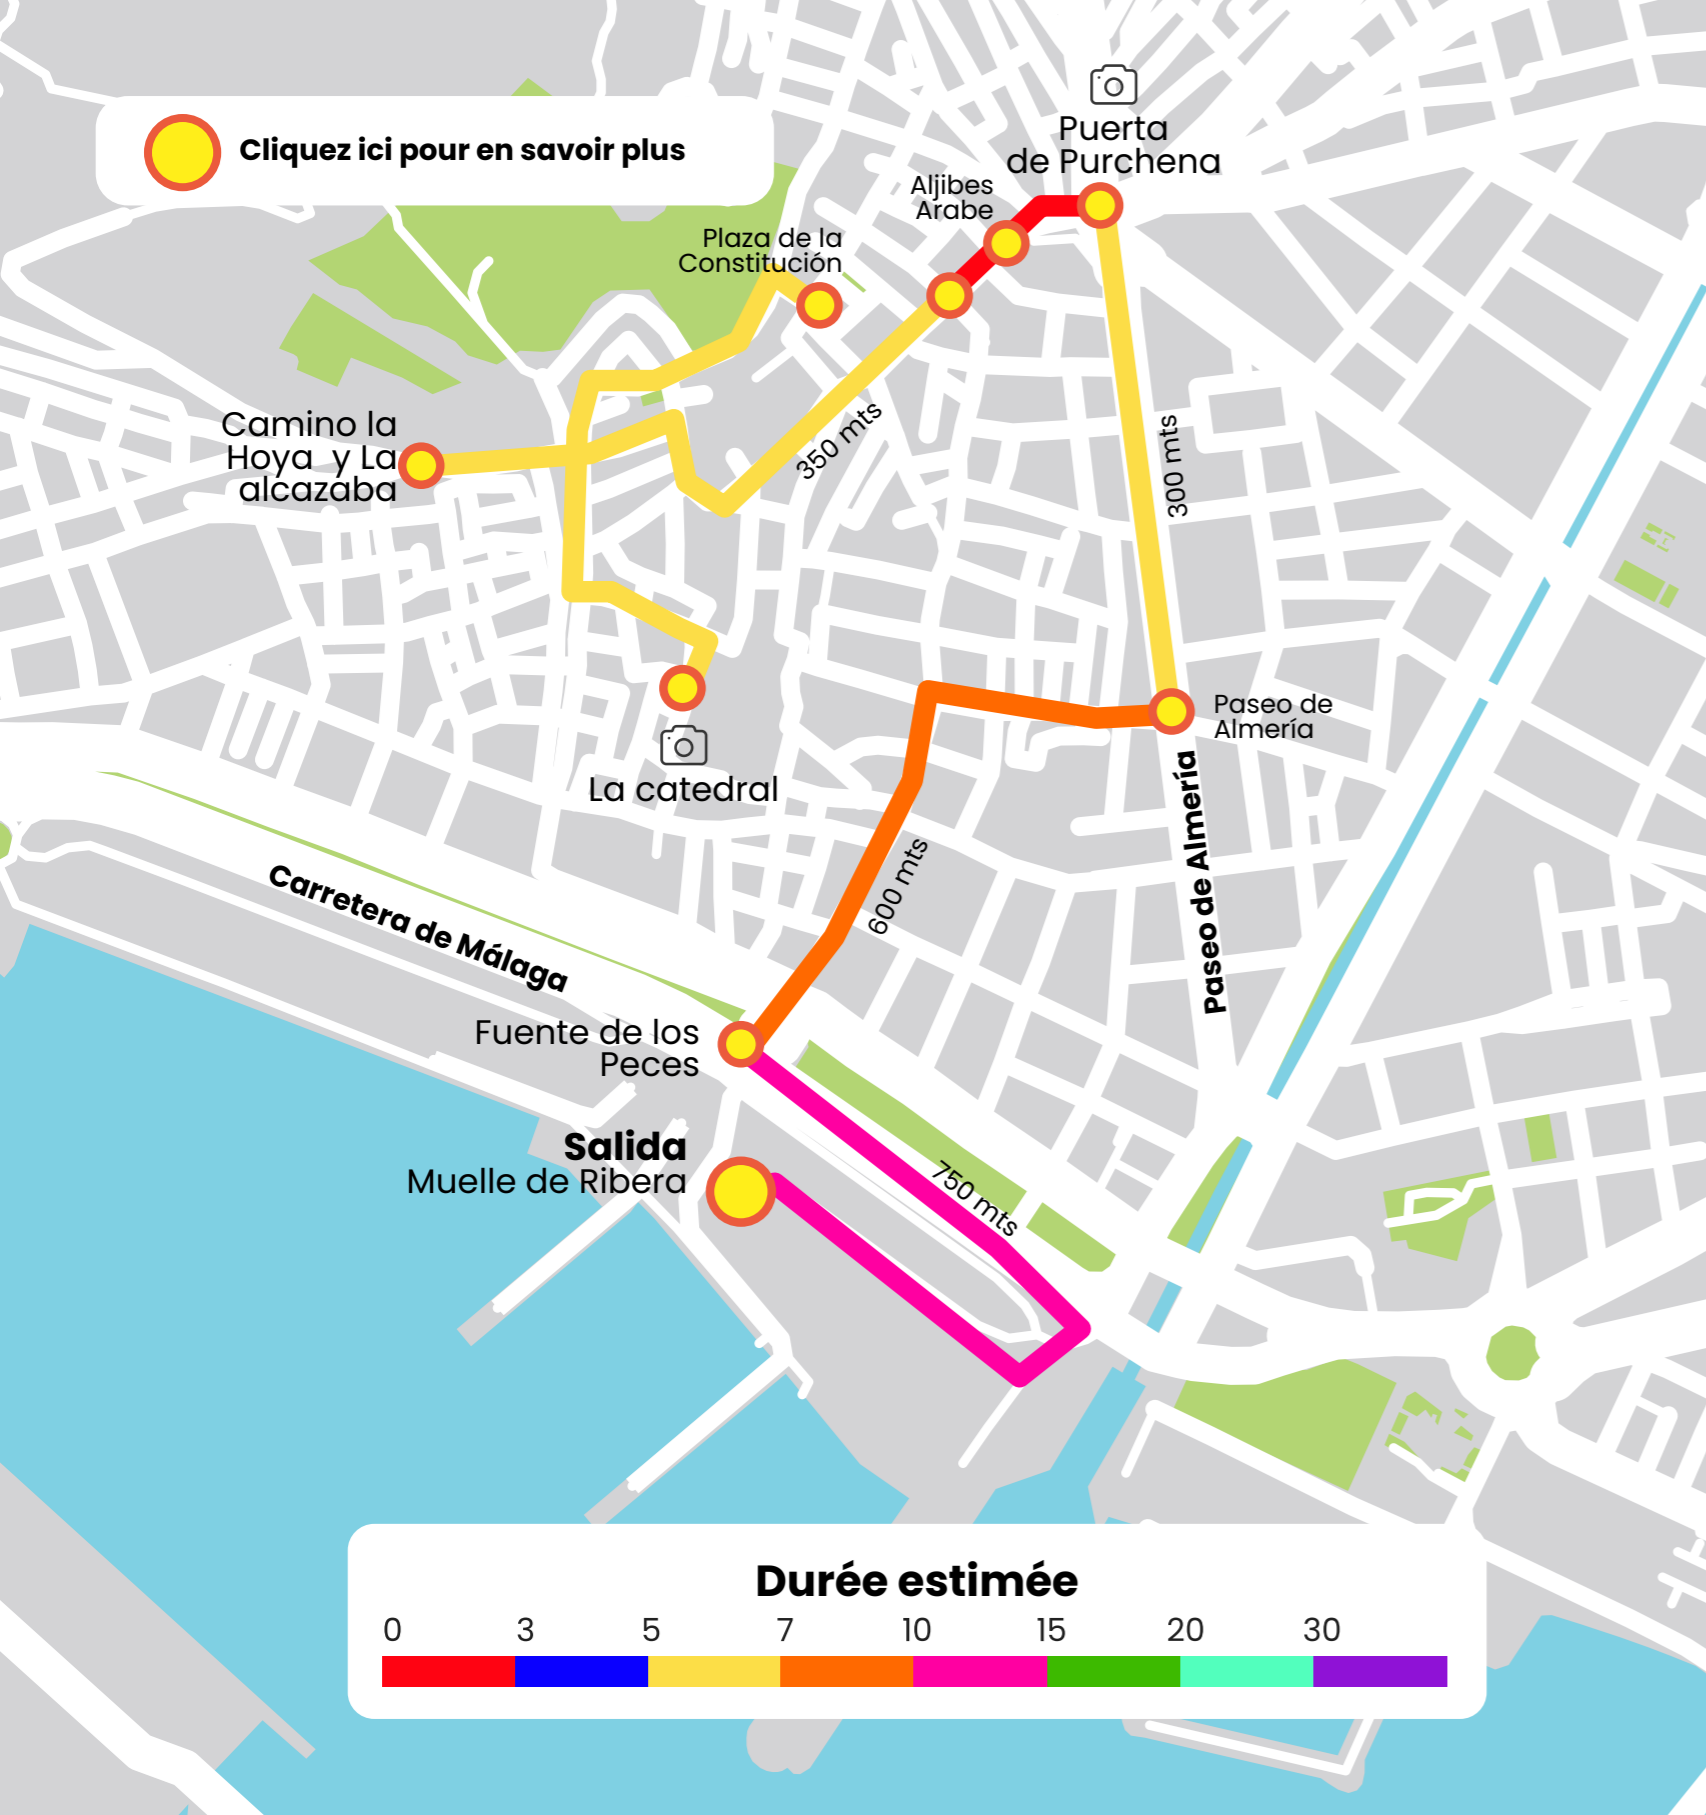 Cliquez ici pour en savoir plus
Puerta
de Purchena
Aljibes
Arabe
Plaza de la
Constitución
Camino la
Hoya y La
alcazaba
350 mts
300 mts
Paseo de
Almería
La catedral
Paseo de Almería
600 mts
Carretera de Málaga
Fuente de los
Peces
Salida
Muelle de Ribera
750 mts
Durée estimée
0 3 5 7 10 15 20 30